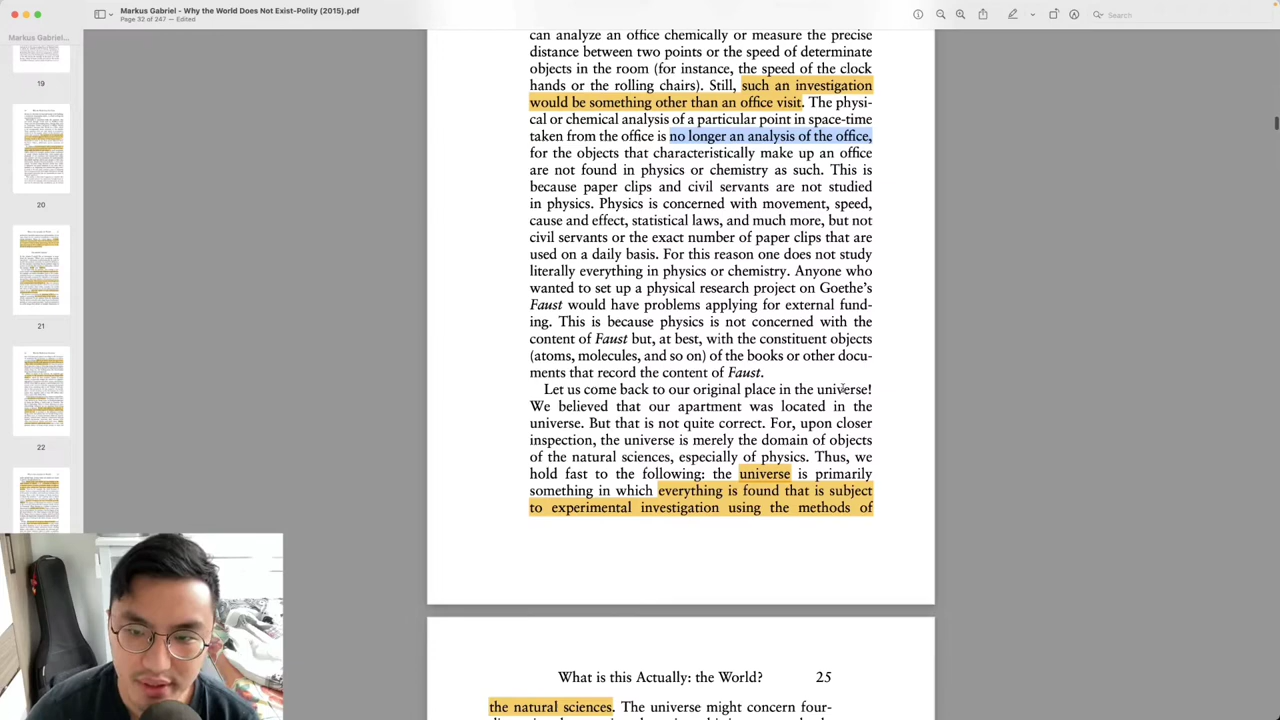 Markus Gabriel - Why the World Does Not Exist-Polity (2015).pdf
Page 32 of 247 — Edited
Search
Markus Gabriel...
19
20
21
22
can analyze an office chemically or measure the precise
distance between two points or the speed of determinate
objects in the room (for instance, the speed of the clock
hands or the rolling chairs). Still, such an investigation
would be something other than an office visit. The physi-
cal or chemical analysis of a particular point in space-time
taken from the office is no longer an analysis of the office,
for the objects that characteristically make up an office
are not found in physics or chemistry as such. This is
because paper clips and civil servants are not studied
in physics. Physics is concerned with movement, speed,
cause and effect, statistical laws, and much more, but not
civil servants or the exact number of paper clips that are
used on a daily basis. For this reason one does not study
literally everything in physics or chemistry. Anyone who
wanted to set up a physical research project on Goethe's
Faust would have problems applying for external fund-
ing. This is because physics is not concerned with the
content of Faust but, at best, with the constituent objects
(atoms, molecules, and so on) of the books or other docu-
ments that record the content of Faust.
Let us come back to our original place in the universe!
We believed that our apartment was located in the
universe. But that is not quite correct. For, upon closer
inspection, the universe is merely the domain of objects
of the natural sciences, especially of physics. Thus, we
hold fast to the following: the universe is primarily
something in which everything is found that is subject
to experimental investigation using the methods of
What is this Actually: the World? 25
the natural sciences. The universe might concern four-